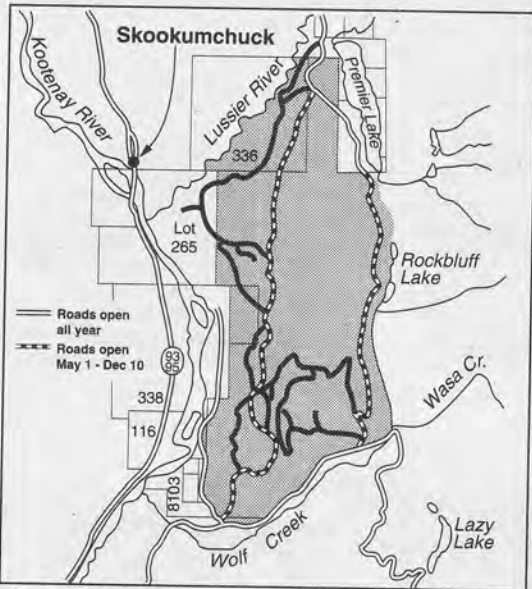 Skookumchuck
Kootenay River
Lussier River
Premier Lake
336
Lot
265
Rockbluff
Lake
Roads open
all year
Roads open
May 1 - Dec 10
93
95
338
116
8103
Wasa Cr.
Wolf Creek
Lazy
Lake